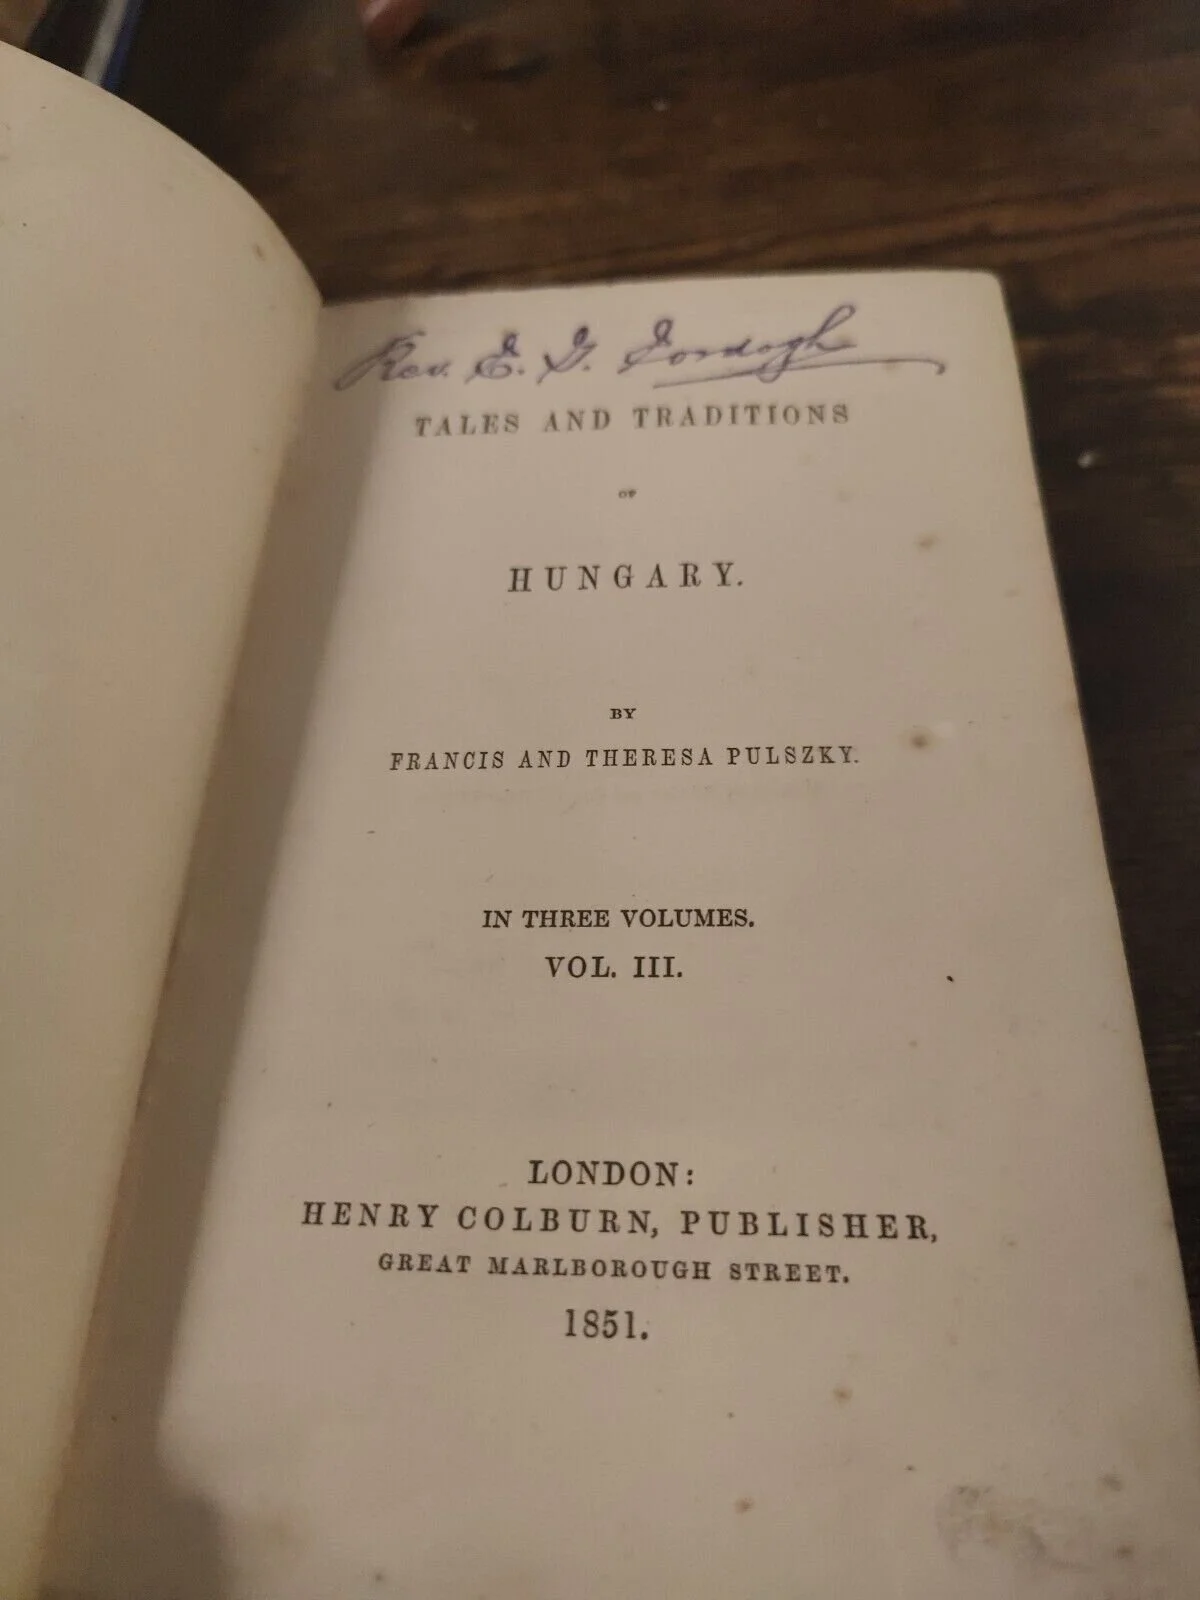 Rev. E. G.
TALES AND TRADITIONS
OF
HUNGARY.
BY
FRANCIS AND THERESA PULSZKY.
IN THREE VOLUMES.
VOL. III.
LONDON:
HENRY COLBURN, PUBLISHER,
GREAT MARLBOROUGH STREET.
1851.